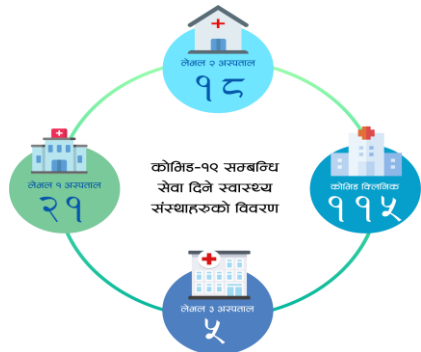 लेभल २ अस्पताल
१८
लेभल १ अस्पताल
२१
कोभिड-१९ सम्बन्धि
सेवा दिने स्वास्थ्य
संस्थाहरुको विवरण
कोभिड क्लिनिक
११५
लेभल ३ अस्पताल
५